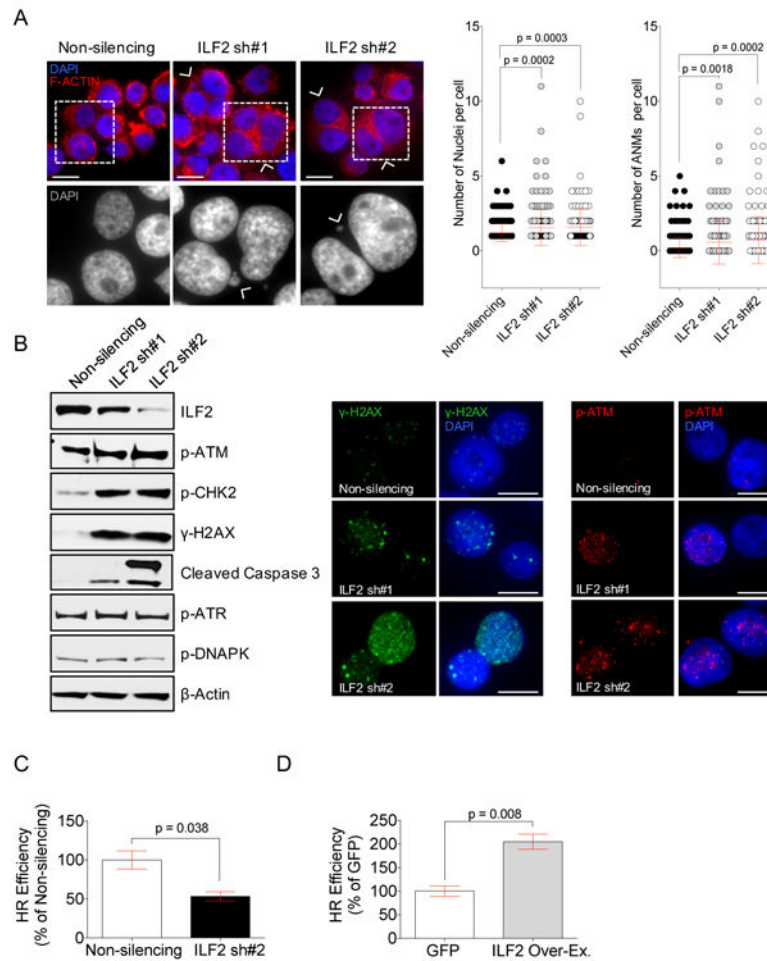 A
Non-silencing
ILF2 sh#1
ILF2 sh#2
DAPI
F-ACTIN
DAPI
Number of Nuclei per cell
15
10
5
0
p = 0.0003
p = 0.0002
Non-silencing
ILF2 sh#1
ILF2 sh#2
Number of ANMs per cell
15
10
5
0
p = 0.0002
p = 0.0018
Non-silencing
ILF2 sh#1
ILF2 sh#2
B
Non-silencing
ILF2 sh#1
ILF2 sh#2
ILF2
p-ATM
p-CHK2
γ-H2AX
Cleaved Caspase 3
p-ATR
p-DNAPK
β-Actin
γ-H2AX
γ-H2AX
DAPI
Non-silencing
ILF2 sh#1
ILF2 sh#2
p-ATM
p-ATM
DAPI
Non-silencing
ILF2 sh#1
ILF2 sh#2
C
HR Efficiency
(% of Non-silencing)
150
100
50
0
p = 0.038
Non-silencing
ILF2 sh#2
D
HR Efficiency
(% of GFP)
250
200
150
100
50
0
p = 0.008
GFP
ILF2 Over-Ex.